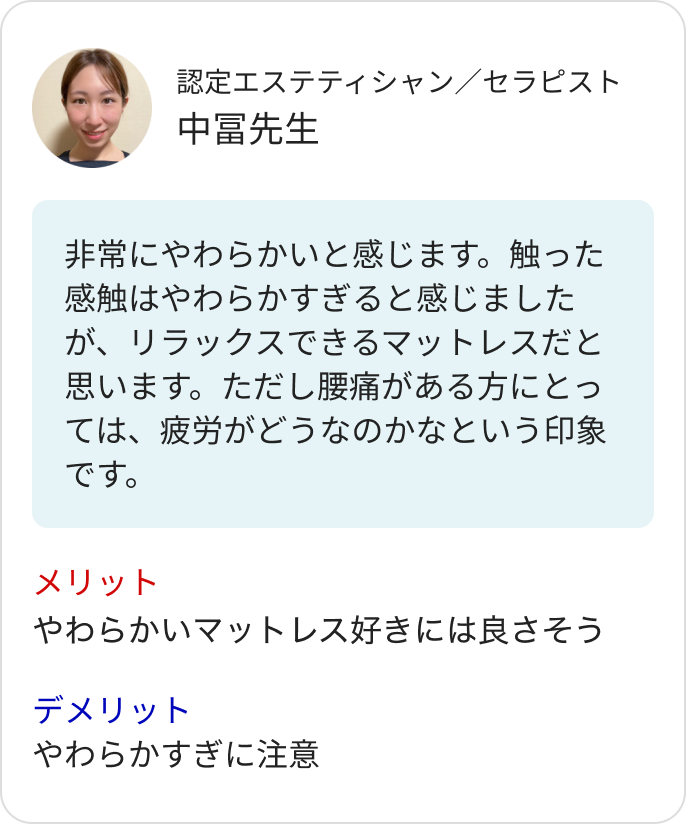 認定エステティシャン／セラピスト
中冨先生
非常にやわらかいと感じます。触った
感触はやわらかすぎると感じました
が、リラックスできるマットレスだと
思います。ただし腰痛がある方にとっ
ては、疲労がどうなのかなという印象
です。
メリット
やわらかいマットレス好きには良さそう
デメリット
やわらかすぎに注意